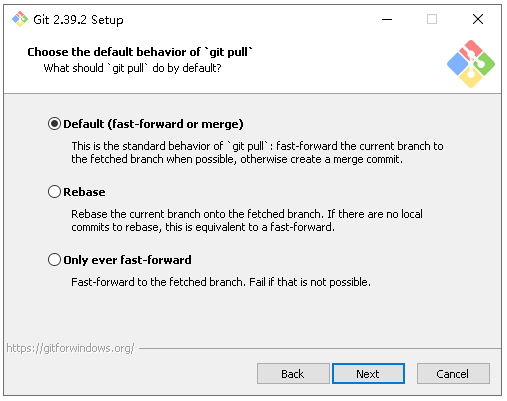 Git 2.39.2 Setup
Choose the default behavior of `git pull`
What should `git pull` do by default?
Default (fast-forward or merge)
This is the standard behavior of `git pull`: fast-forward the current branch to
the fetched branch when possible, otherwise create a merge commit.
Rebase
Rebase the current branch onto the fetched branch. If there are no local
commits to rebase, this is equivalent to a fast-forward.
Only ever fast-forward
Fast-forward to the fetched branch. Fail if that is not possible.
https://gitforwindows.org/
Back Next Cancel